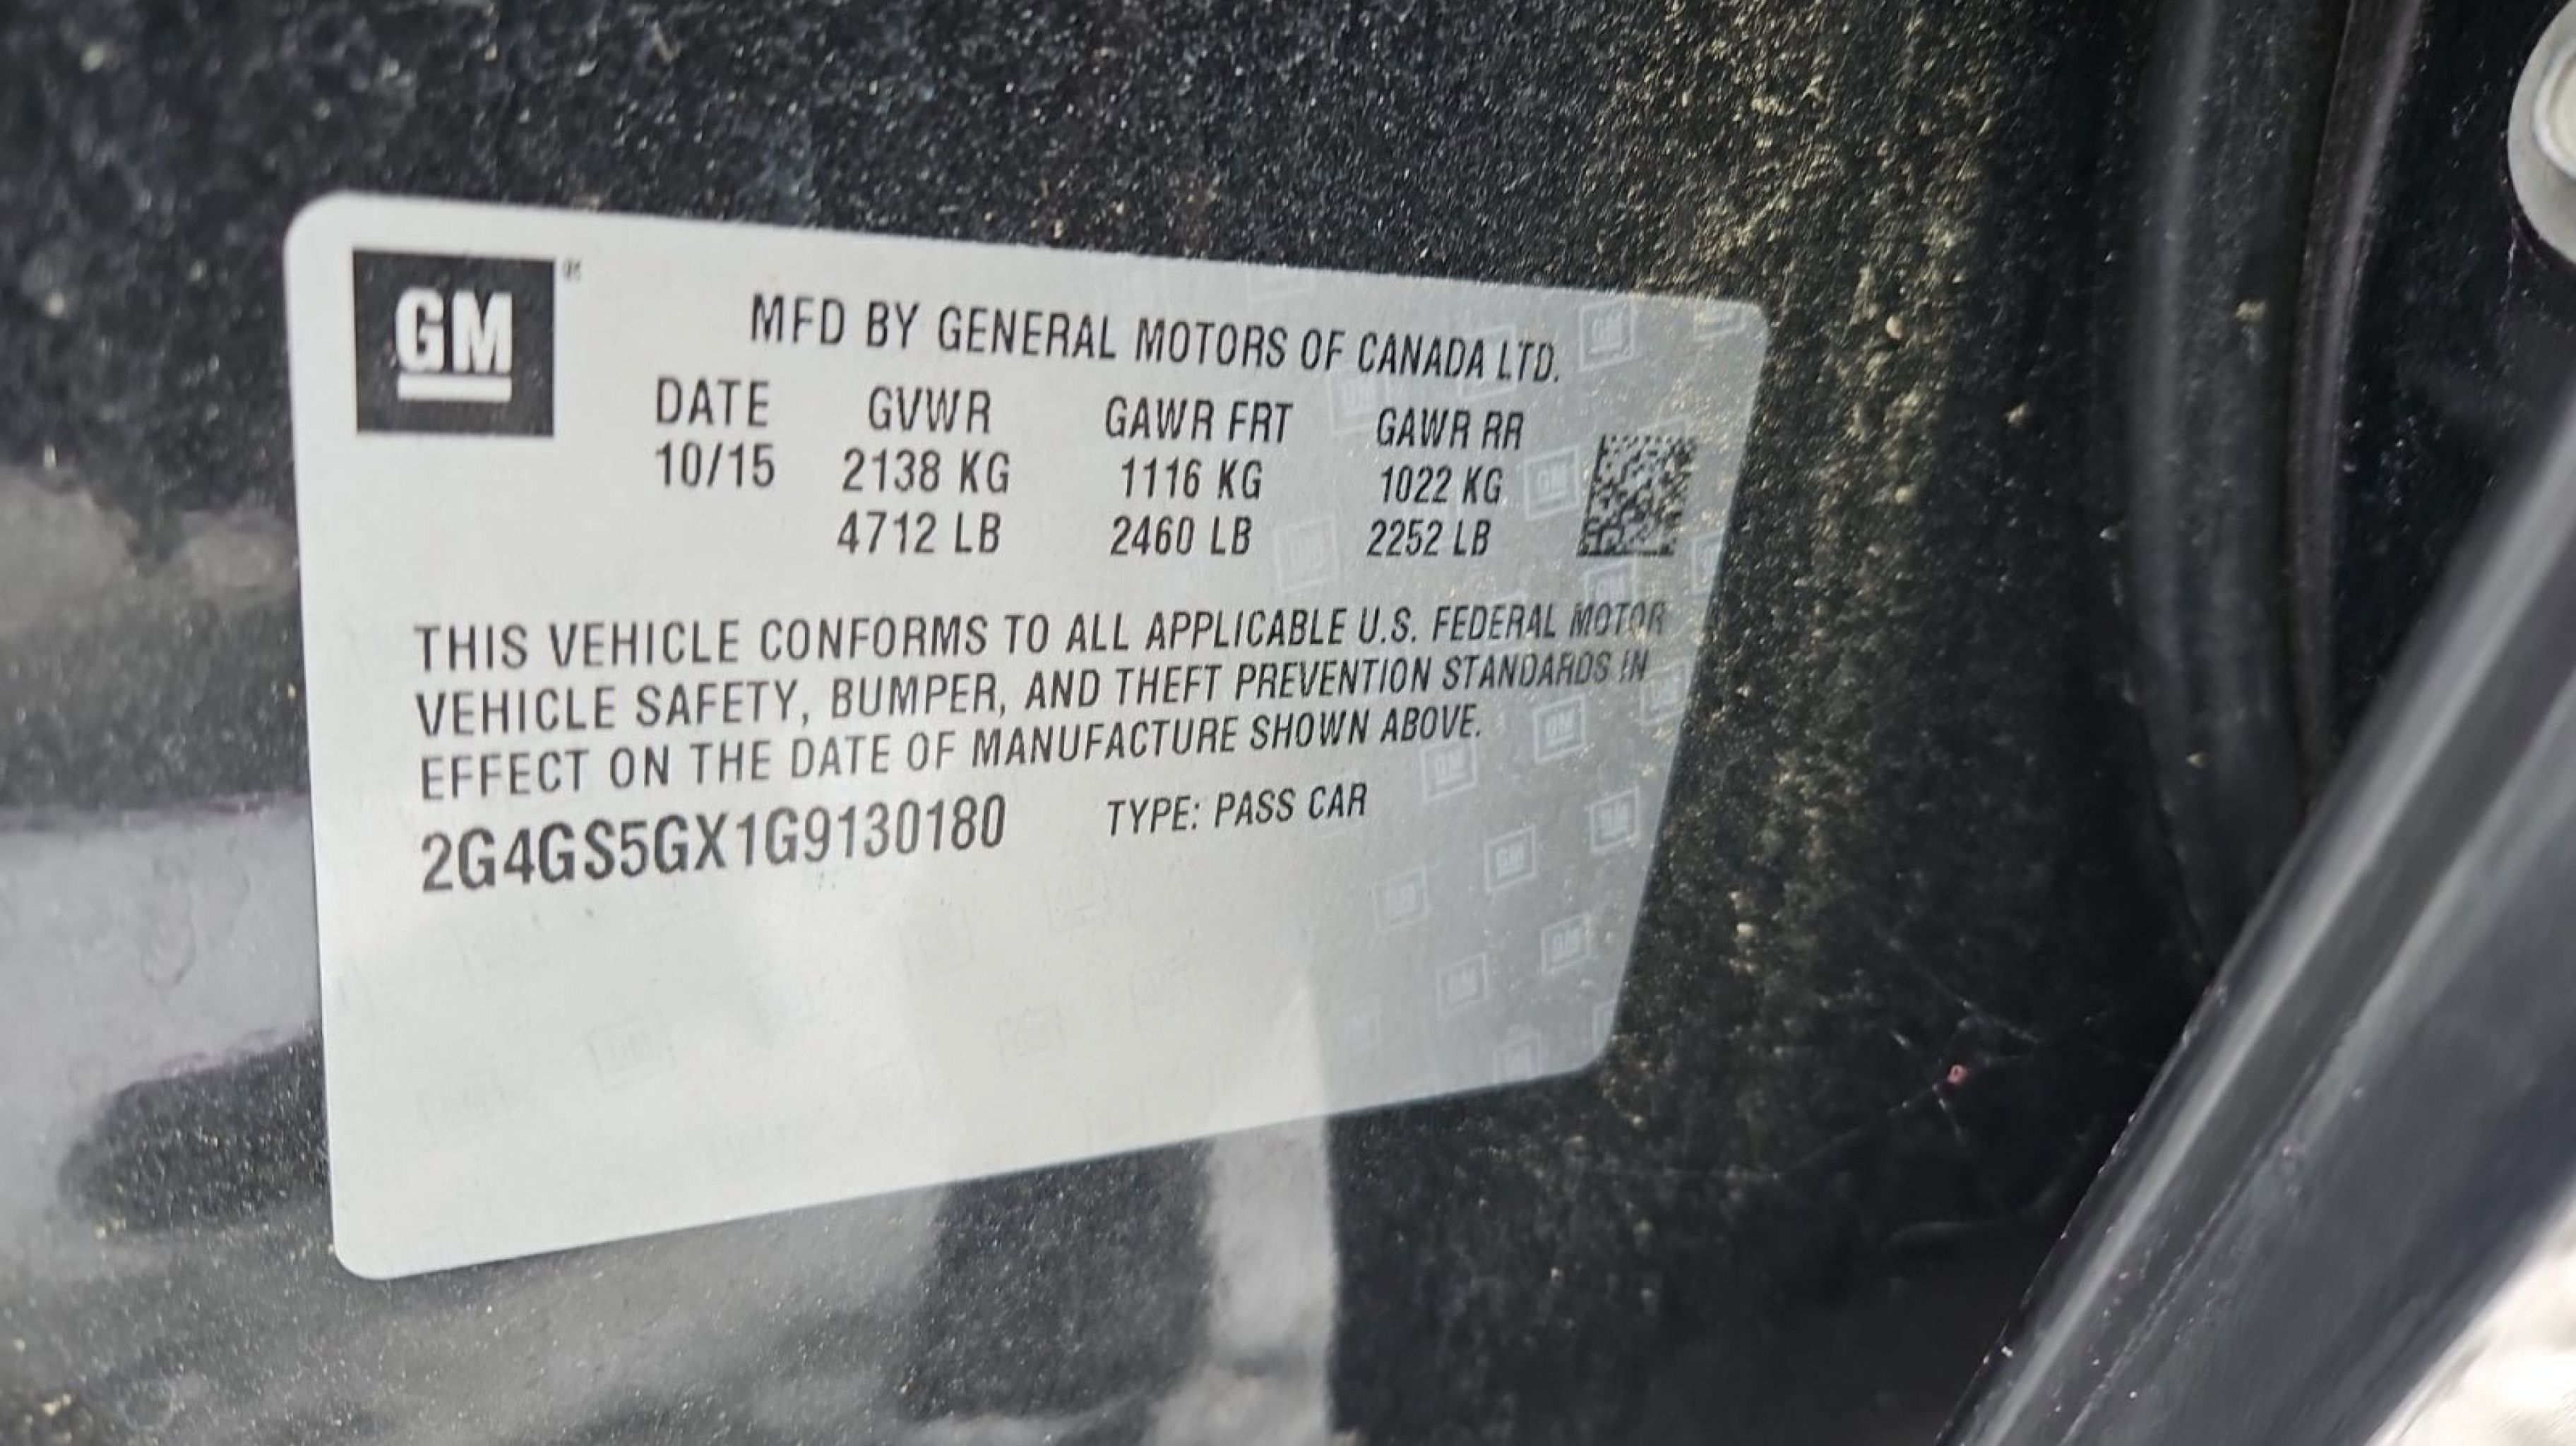 GM
MFD BY GENERAL MOTORS OF CANADA LTD.
DATE GVWR GAWR FRT GAWR RR
10/15 2138 KG 1116 KG 1022 KG
4712 LB 2460 LB 2252 LB
THIS VEHICLE CONFORMS TO ALL APPLICABLE U.S. FEDERAL MOTOR
VEHICLE SAFETY, BUMPER, AND THEFT PREVENTION STANDARDS IN
EFFECT ON THE DATE OF MANUFACTURE SHOWN ABOVE.
2G4GS5GX1G9130180 TYPE: PASS CAR